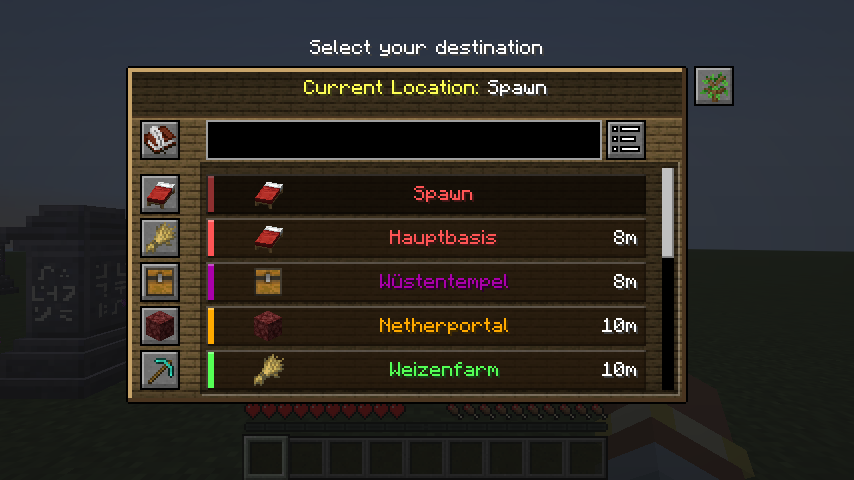 Select your destination
Current Location: Spawn
Spawn
Hauptbasis 8m
Wüstentempel 8m
Netherportal 10m
Weizenfarm 10m